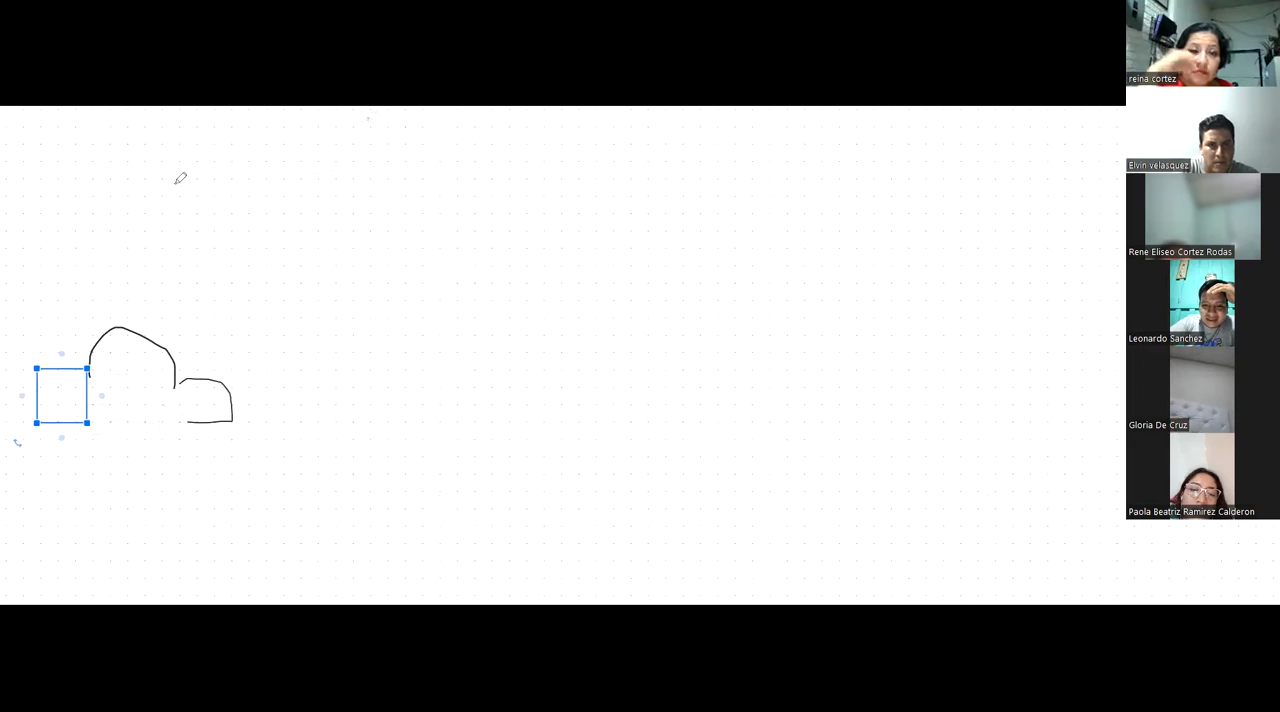 reina cortez
Elvin velasquez
Rene Eliseo Cortez Rodas
Leonardo Sanchez
Gloria De Cruz
Paola Beatriz Ramirez Calderon